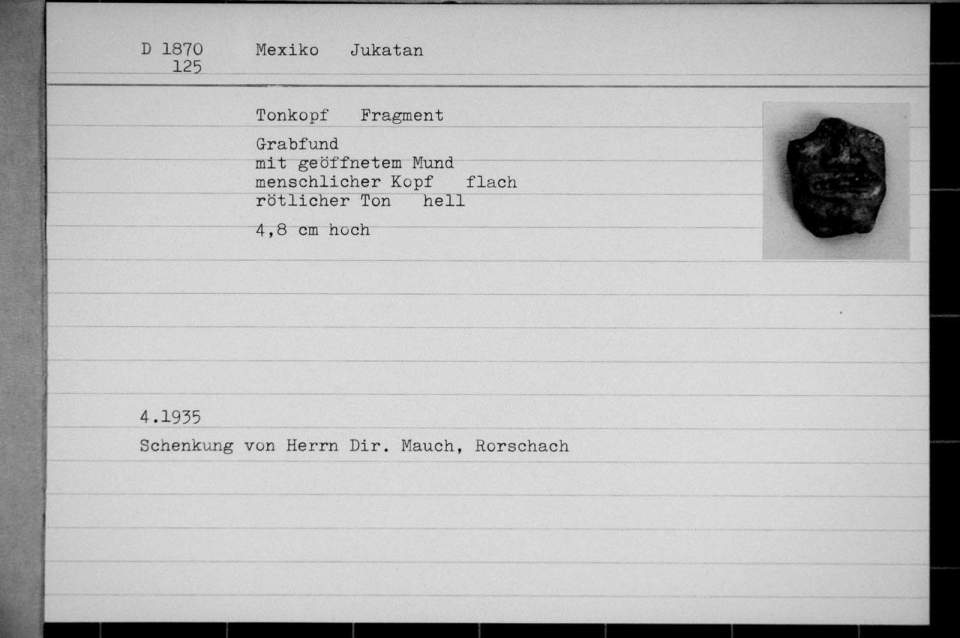 D 1870 Mexiko Jukatan
125
Tonkopf Fragment
Grabfund
mit geöffnetem Mund
menschlicher Kopf flach
rötlicher Ton hell
4,8 cm hoch
4.1935
Schenkung von Herrn Dir. Mauch, Rorschach